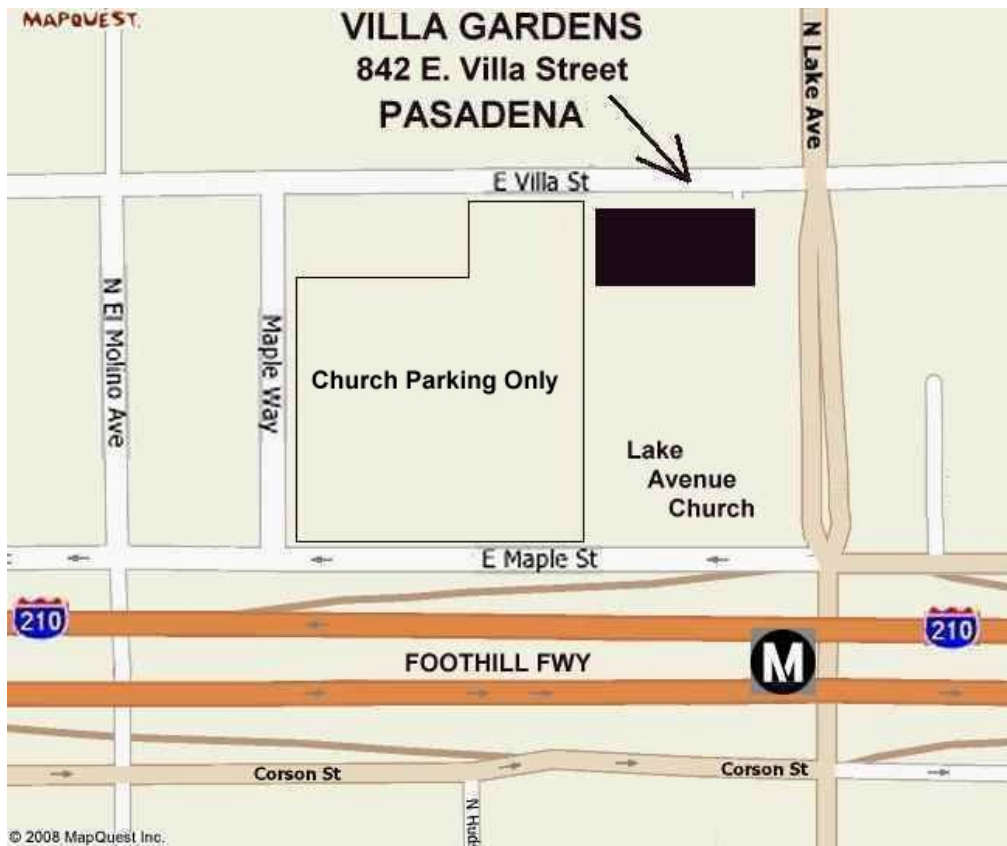 MAPQUEST.
VILLA GARDENS
842 E. Villa Street
PASADENA
N Lake Ave
E Villa St
N El Molino Ave
Maple Way
Church Parking Only
Lake
Avenue
Church
E Maple St
210
210
FOOTHILL FWY
M
Corson St
Corson St
N Huds
© 2008 MapQuest Inc.